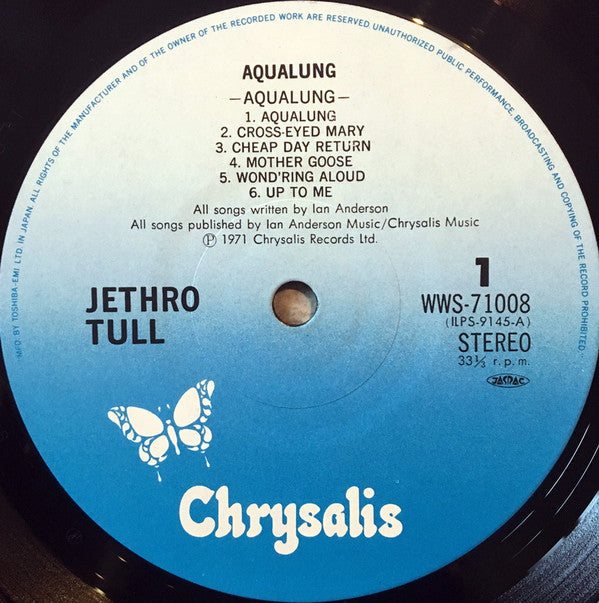 MFD. BY TOSHIBA-EMI LTD. IN JAPAN. ALL RIGHTS OF THE MANUFACTURER AND OF THE OWNER OF THE RECORDED WORK ARE RESERVED. UNAUTHORIZED PUBLIC PERFORMANCE, BROADCASTING AND COPYING OF THE RECORD PROHIBITED.
AQUALUNG
—AQUALUNG—
1. AQUALUNG
2. CROSS-EYED MARY
3. CHEAP DAY RETURN
4. MOTHER GOOSE
5. WOND'RING ALOUD
6. UP TO ME
All songs written by Ian Anderson
All songs published by Ian Anderson Music/Chrysalis Music
Ⓟ 1971 Chrysalis Records Ltd.
JETHRO
TULL
1
WWS-71008
(ILPS-9145-A)
STEREO
33⅓ r.p.m.
JASRAC
Chrysalis